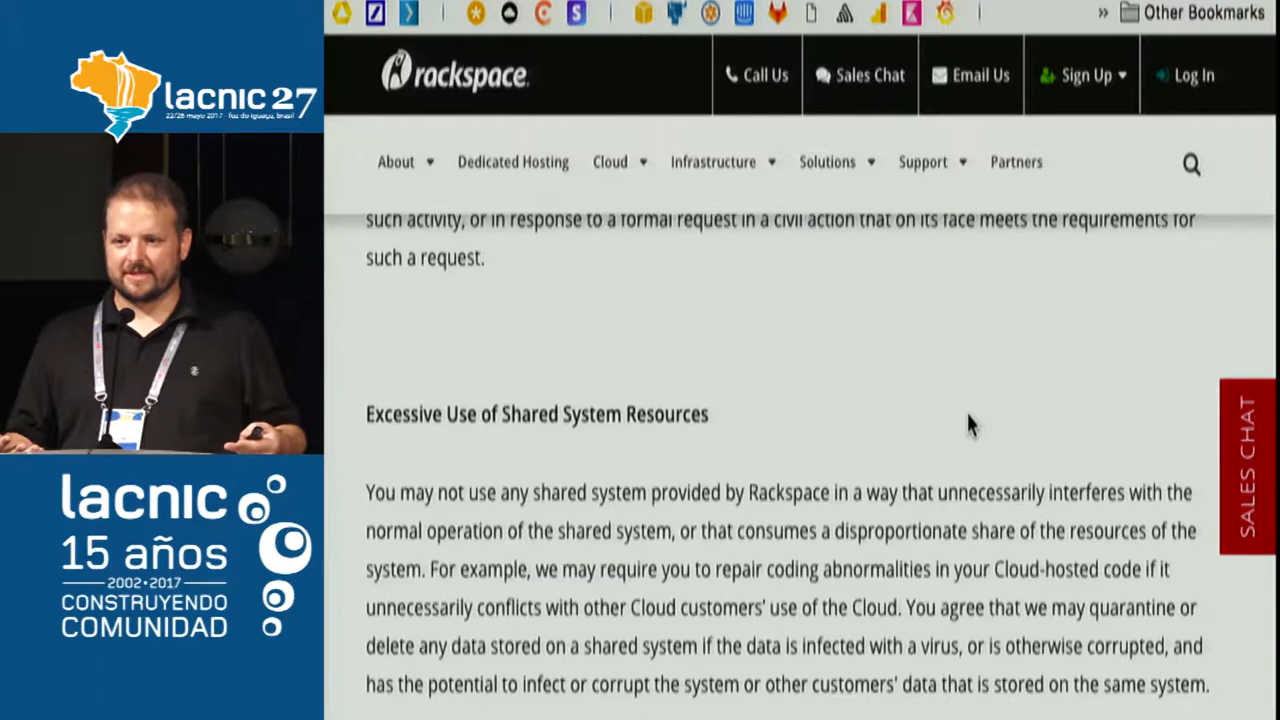 Other Bookmarks
lacnic 27
22/26 mayo 2017 - foz do iguaçu, brasil
rackspace
Call Us
Sales Chat
Email Us
Sign Up
Log In
About
Dedicated Hosting
Cloud
Infrastructure
Solutions
Support
Partners
such activity, or in response to a formal request in a civil action that on its face meets the requirements for
such a request.
Excessive Use of Shared System Resources
SALES CHAT
You may not use any shared system provided by Rackspace in a way that unnecessarily interferes with the
normal operation of the shared system, or that consumes a disproportionate share of the resources of the
system. For example, we may require you to repair coding abnormalities in your Cloud-hosted code if it
unnecessarily conflicts with other Cloud customers' use of the Cloud. You agree that we may quarantine or
delete any data stored on a shared system if the data is infected with a virus, or is otherwise corrupted, and
has the potential to infect or corrupt the system or other customers' data that is stored on the same system.
lacnic
15 años
2002•2017
CONSTRUYENDO
COMUNIDAD